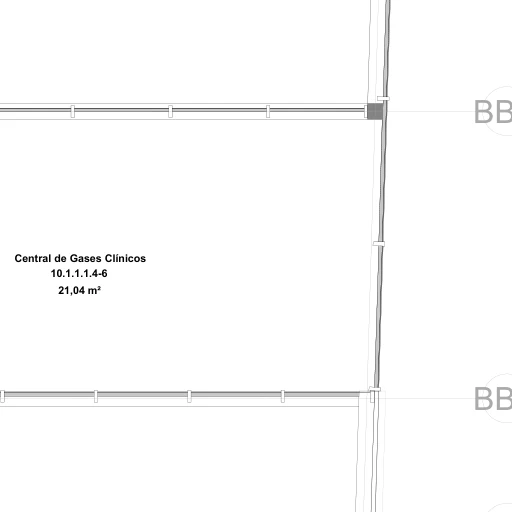 BB
Central de Gases Clínicos
10.1.1.1.4-6
21,04 m²
BB